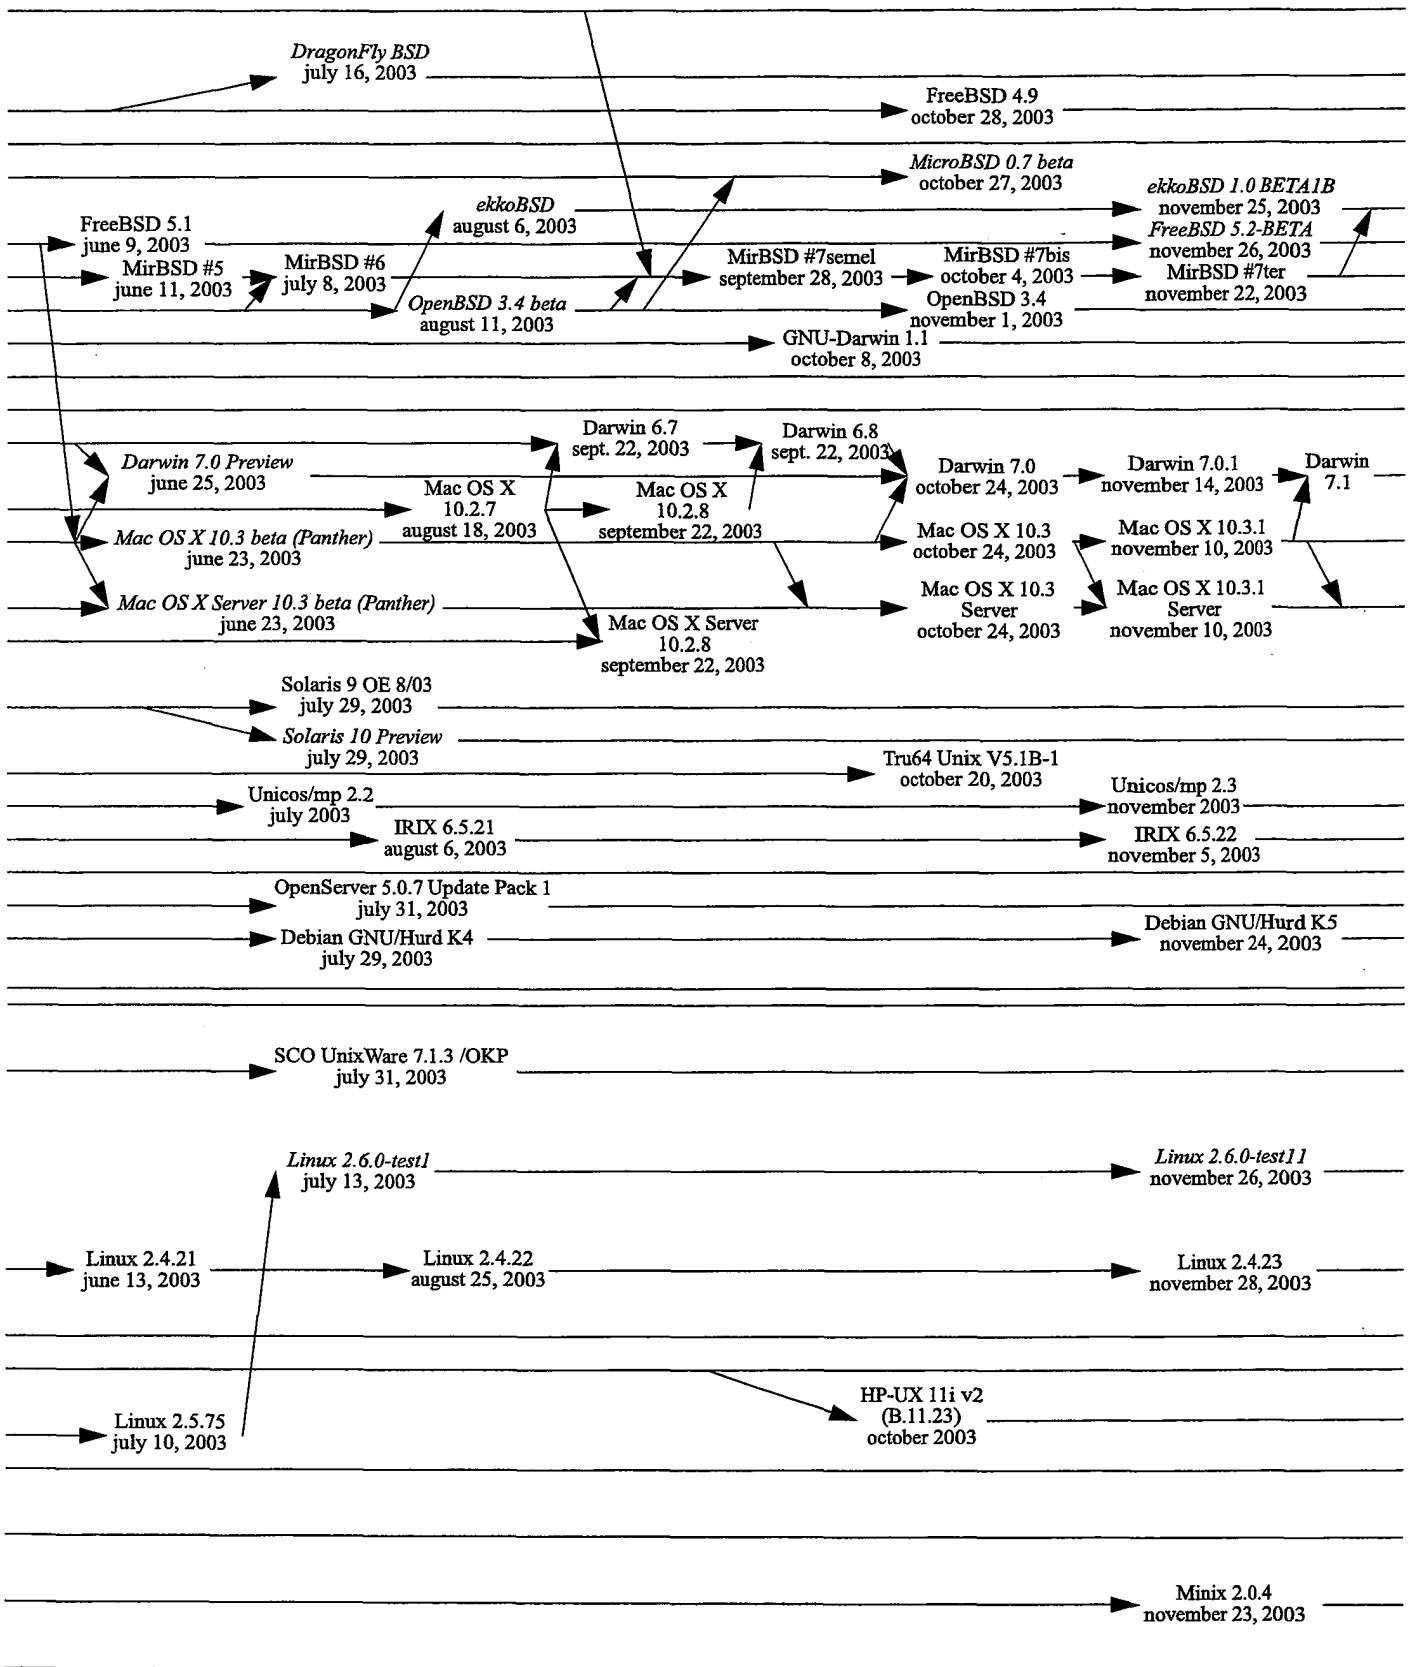 DragonFly BSD
july 16, 2003
FreeBSD 4.9
october 28, 2003
MicroBSD 0.7 beta
october 27, 2003
ekkoBSD 1.0 BETA1B
november 25, 2003
ekkoBSD
august 6, 2003
FreeBSD 5.1
june 9, 2003
FreeBSD 5.2-BETA
november 26, 2003
MirBSD #5
june 11, 2003
MirBSD #6
july 8, 2003
MirBSD #7semel
september 28, 2003
MirBSD #7bis
october 4, 2003
MirBSD #7ter
november 22, 2003
OpenBSD 3.4 beta
august 11, 2003
OpenBSD 3.4
november 1, 2003
GNU-Darwin 1.1
october 8, 2003
Darwin 6.7
sept. 22, 2003
Darwin 6.8
sept. 22, 2003
Darwin 7.0 Preview
june 25, 2003
Darwin 7.0
october 24, 2003
Darwin 7.0.1
november 14, 2003
Darwin
7.1
Mac OS X
10.2.7
august 18, 2003
Mac OS X
10.2.8
september 22, 2003
Mac OS X 10.3 beta (Panther)
june 23, 2003
Mac OS X 10.3
october 24, 2003
Mac OS X 10.3.1
november 10, 2003
Mac OS X Server 10.3 beta (Panther)
june 23, 2003
Mac OS X 10.3
Server
october 24, 2003
Mac OS X 10.3.1
Server
november 10, 2003
Mac OS X Server
10.2.8
september 22, 2003
Solaris 9 OE 8/03
july 29, 2003
Solaris 10 Preview
july 29, 2003
Tru64 Unix V5.1B-1
october 20, 2003
Unicos/mp 2.2
july 2003
Unicos/mp 2.3
november 2003
IRIX 6.5.21
august 6, 2003
IRIX 6.5.22
november 5, 2003
OpenServer 5.0.7 Update Pack 1
july 31, 2003
Debian GNU/Hurd K4
july 29, 2003
Debian GNU/Hurd K5
november 24, 2003
SCO UnixWare 7.1.3 /OKP
july 31, 2003
Linux 2.6.0-test1
july 13, 2003
Linux 2.6.0-test11
november 26, 2003
Linux 2.4.21
june 13, 2003
Linux 2.4.22
august 25, 2003
Linux 2.4.23
november 28, 2003
HP-UX 11i v2
(B.11.23)
october 2003
Linux 2.5.75
july 10, 2003
Minix 2.0.4
november 23, 2003